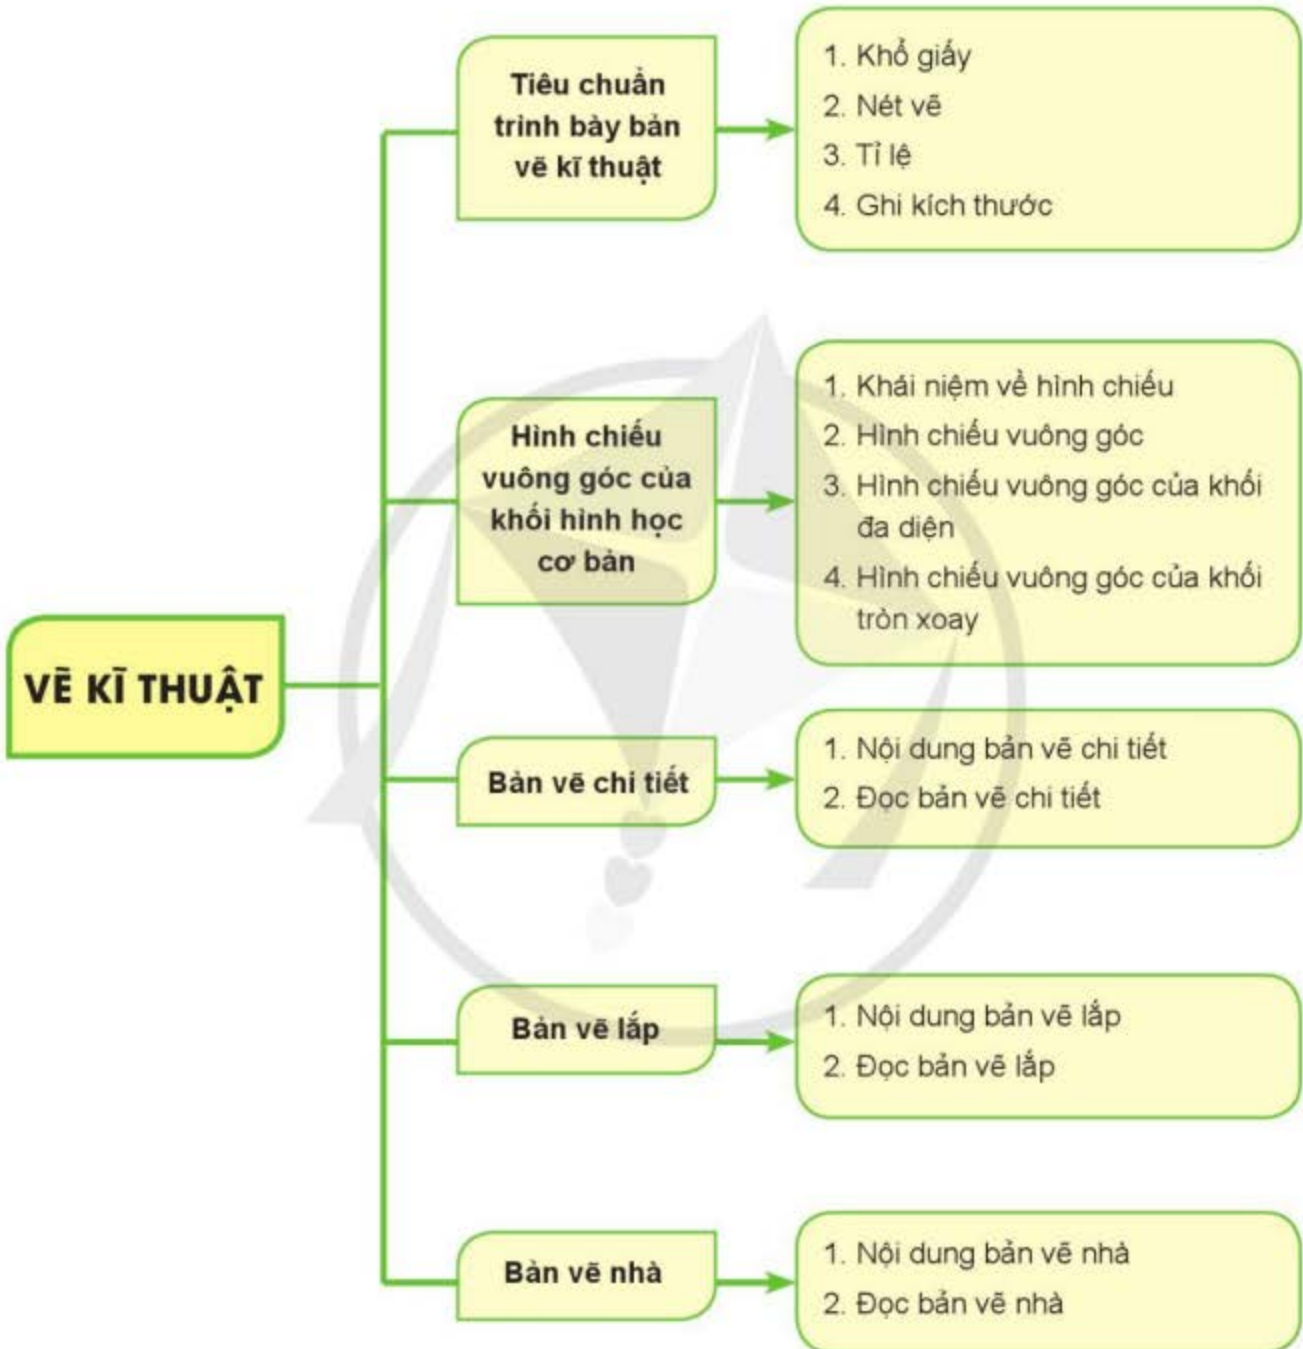 Tiêu chuẩn
trình bày bản
vẽ kĩ thuật
1. Khổ giấy
2. Nét vẽ
3. Tỉ lệ
4. Ghi kích thước
Hình chiếu
vuông góc của
khối hình học
cơ bản
1. Khái niệm về hình chiếu
2. Hình chiếu vuông góc
3. Hình chiếu vuông góc của khối
đa diện
4. Hình chiếu vuông góc của khối
tròn xoay
VẼ KĨ THUẬT
Bản vẽ chi tiết
1. Nội dung bản vẽ chi tiết
2. Đọc bản vẽ chi tiết
Bản vẽ lắp
1. Nội dung bản vẽ lắp
2. Đọc bản vẽ lắp
Bản vẽ nhà
1. Nội dung bản vẽ nhà
2. Đọc bản vẽ nhà